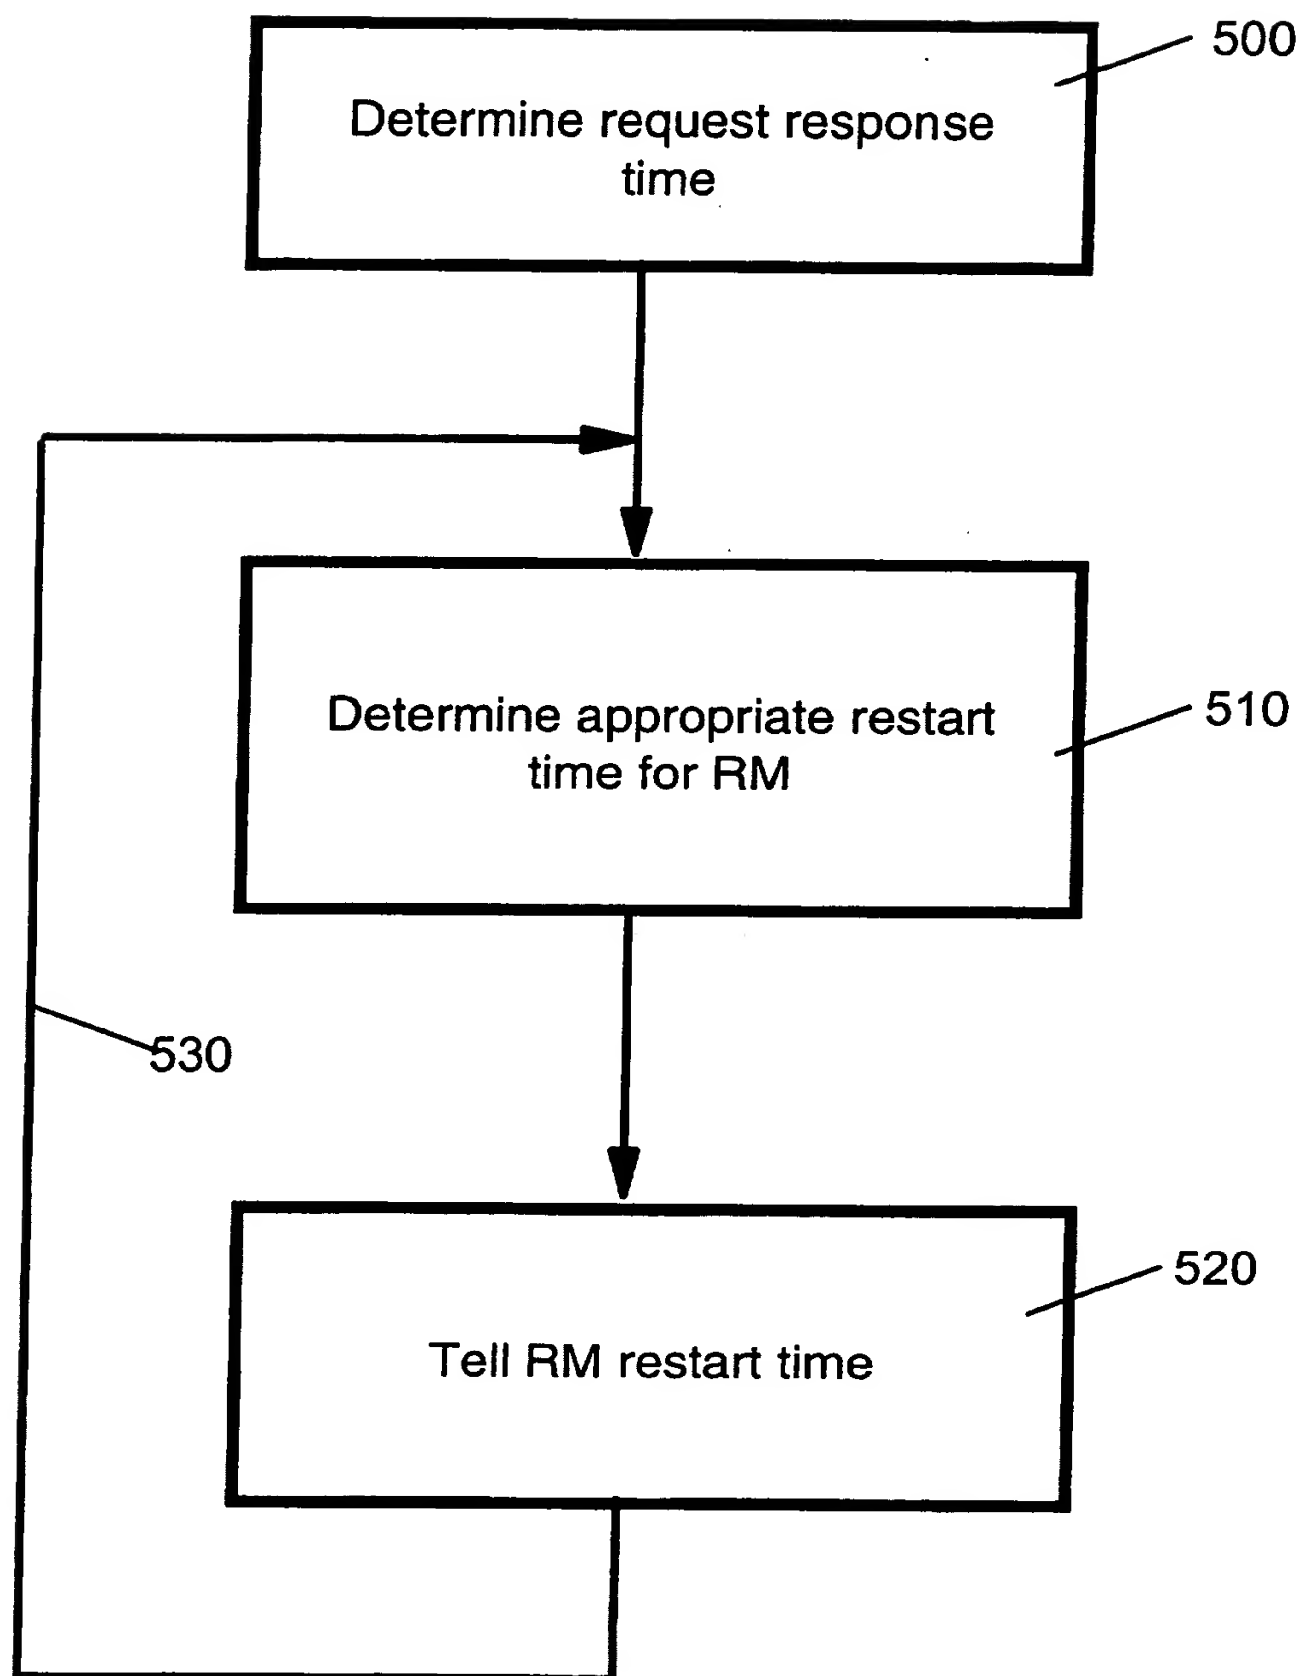 500
Determine request response
time
Determine appropriate restart
time for RM
510
530
520
Tell RM restart time